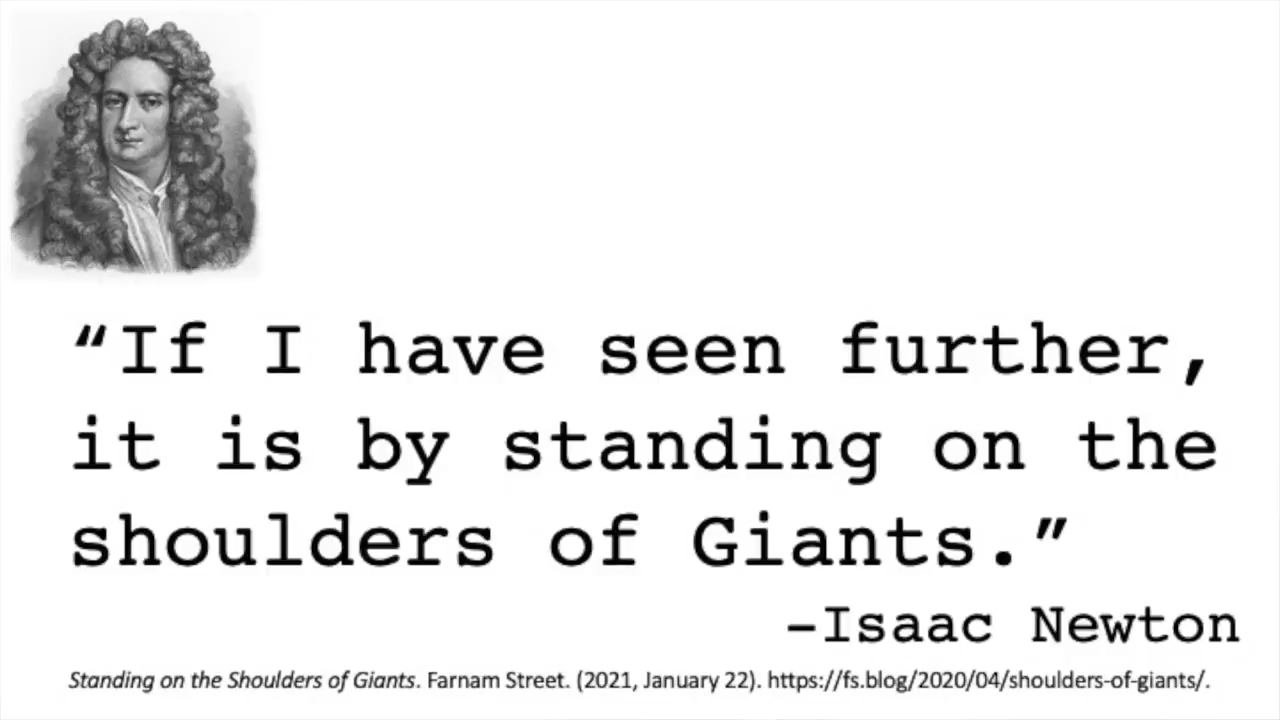 “If I have seen further,
it is by standing on the
shoulders of Giants.”
-Isaac Newton
Standing on the Shoulders of Giants. Farnam Street. (2021, January 22). https://fs.blog/2020/04/shoulders-of-giants/.